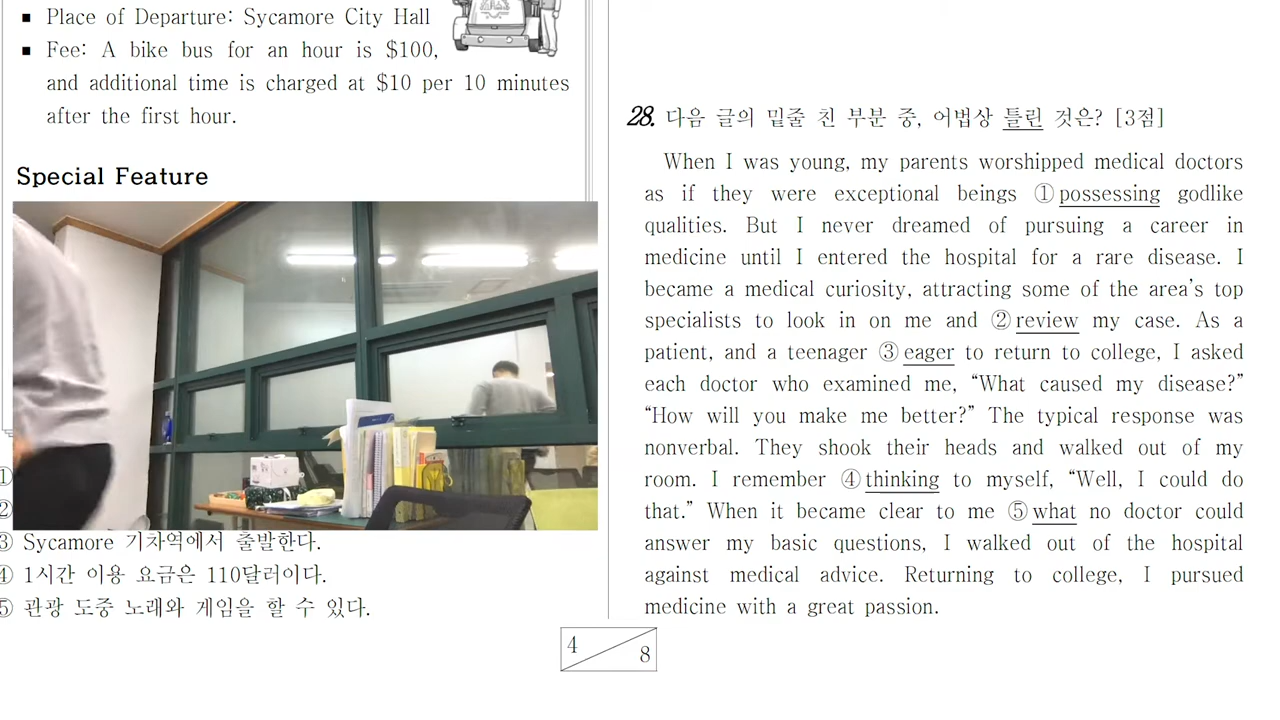 ▪ Place of Departure: Sycamore City Hall
▪ Fee: A bike bus for an hour is $100,
and additional time is charged at $10 per 10 minutes
after the first hour.
Special Feature
①
②
③ Sycamore 기차역에서 출발한다.
④ 1시간 이용 요금은 110달러이다.
⑤ 관광 도중 노래와 게임을 할 수 있다.
28. 다음 글의 밑줄 친 부분 중, 어법상 틀린 것은? [3점]
When I was young, my parents worshipped medical doctors
as if they were exceptional beings ① possessing godlike
qualities. But I never dreamed of pursuing a career in
medicine until I entered the hospital for a rare disease. I
became a medical curiosity, attracting some of the area's top
specialists to look in on me and ② review my case. As a
patient, and a teenager ③ eager to return to college, I asked
each doctor who examined me, “What caused my disease?”
“How will you make me better?” The typical response was
nonverbal. They shook their heads and walked out of my
room. I remember ④ thinking to myself, “Well, I could do
that.” When it became clear to me ⑤ what no doctor could
answer my basic questions, I walked out of the hospital
against medical advice. Returning to college, I pursued
medicine with a great passion.
4
8